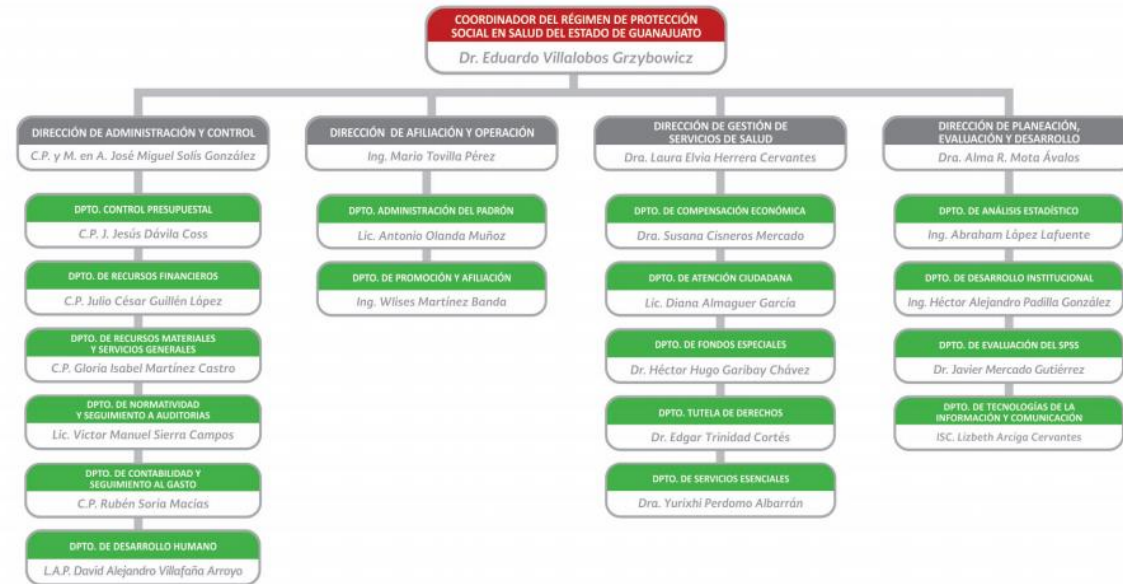 COORDINADOR DEL RÉGIMEN DE PROTECCIÓN
SOCIAL EN SALUD DEL ESTADO DE GUANAJUATO
Dr. Eduardo Villalobos Grzybowicz
DIRECCIÓN DE ADMINISTRACIÓN Y CONTROL
C.P. y M. en A. José Miguel Solís González
DPTO. CONTROL PRESUPUESTAL
C.P. J. Jesús Dávila Coss
DPTO. DE RECURSOS FINANCIEROS
C.P. Julio César Guillén López
DPTO. DE RECURSOS MATERIALES
Y SERVICIOS GENERALES
C.P. Gloria Isabel Martínez Castro
DPTO. DE NORMATIVIDAD
Y SEGUIMIENTO A AUDITORIAS
Lic. Víctor Manuel Sierra Campos
DPTO. DE CONTABILIDAD Y
SEGUIMIENTO AL GASTO
C.P. Rubén Soria Macías
DPTO. DE DESARROLLO HUMANO
L.A.P. David Alejandro Villafaña Arroyo
DIRECCIÓN DE AFILIACIÓN Y OPERACIÓN
Ing. Mario Tovilla Pérez
DPTO. ADMINISTRACIÓN DEL PADRÓN
Lic. Antonio Olanda Muñoz
DPTO. DE PROMOCIÓN Y AFILIACIÓN
Ing. Wlises Martínez Banda
DIRECCIÓN DE GESTIÓN DE
SERVICIOS DE SALUD
Dra. Laura Elvia Herrera Cervantes
DPTO. DE COMPENSACIÓN ECONÓMICA
Dra. Susana Cisneros Mercado
DPTO. DE ATENCIÓN CIUDADANA
Lic. Diana Almaguer García
DPTO. DE FONDOS ESPECIALES
Dr. Héctor Hugo Garibay Chávez
DPTO. TUTELA DE DERECHOS
Dr. Edgar Trinidad Cortés
DPTO. DE SERVICIOS ESENCIALES
Dra. Yurixhi Perdomo Albarrán
DIRECCIÓN DE PLANEACIÓN,
EVALUACIÓN Y DESARROLLO
Dra. Alma R. Mota Ávalos
DPTO. DE ANÁLISIS ESTADÍSTICO
Ing. Abraham López Lafuente
DPTO. DE DESARROLLO INSTITUCIONAL
Ing. Héctor Alejandro Padilla González
DPTO. DE EVALUACIÓN DEL SPSS
Dr. Javier Mercado Gutiérrez
DPTO. DE TECNOLOGÍAS DE LA
INFORMACIÓN Y COMUNICACIÓN
ISC. Lizbeth Arciga Cervantes